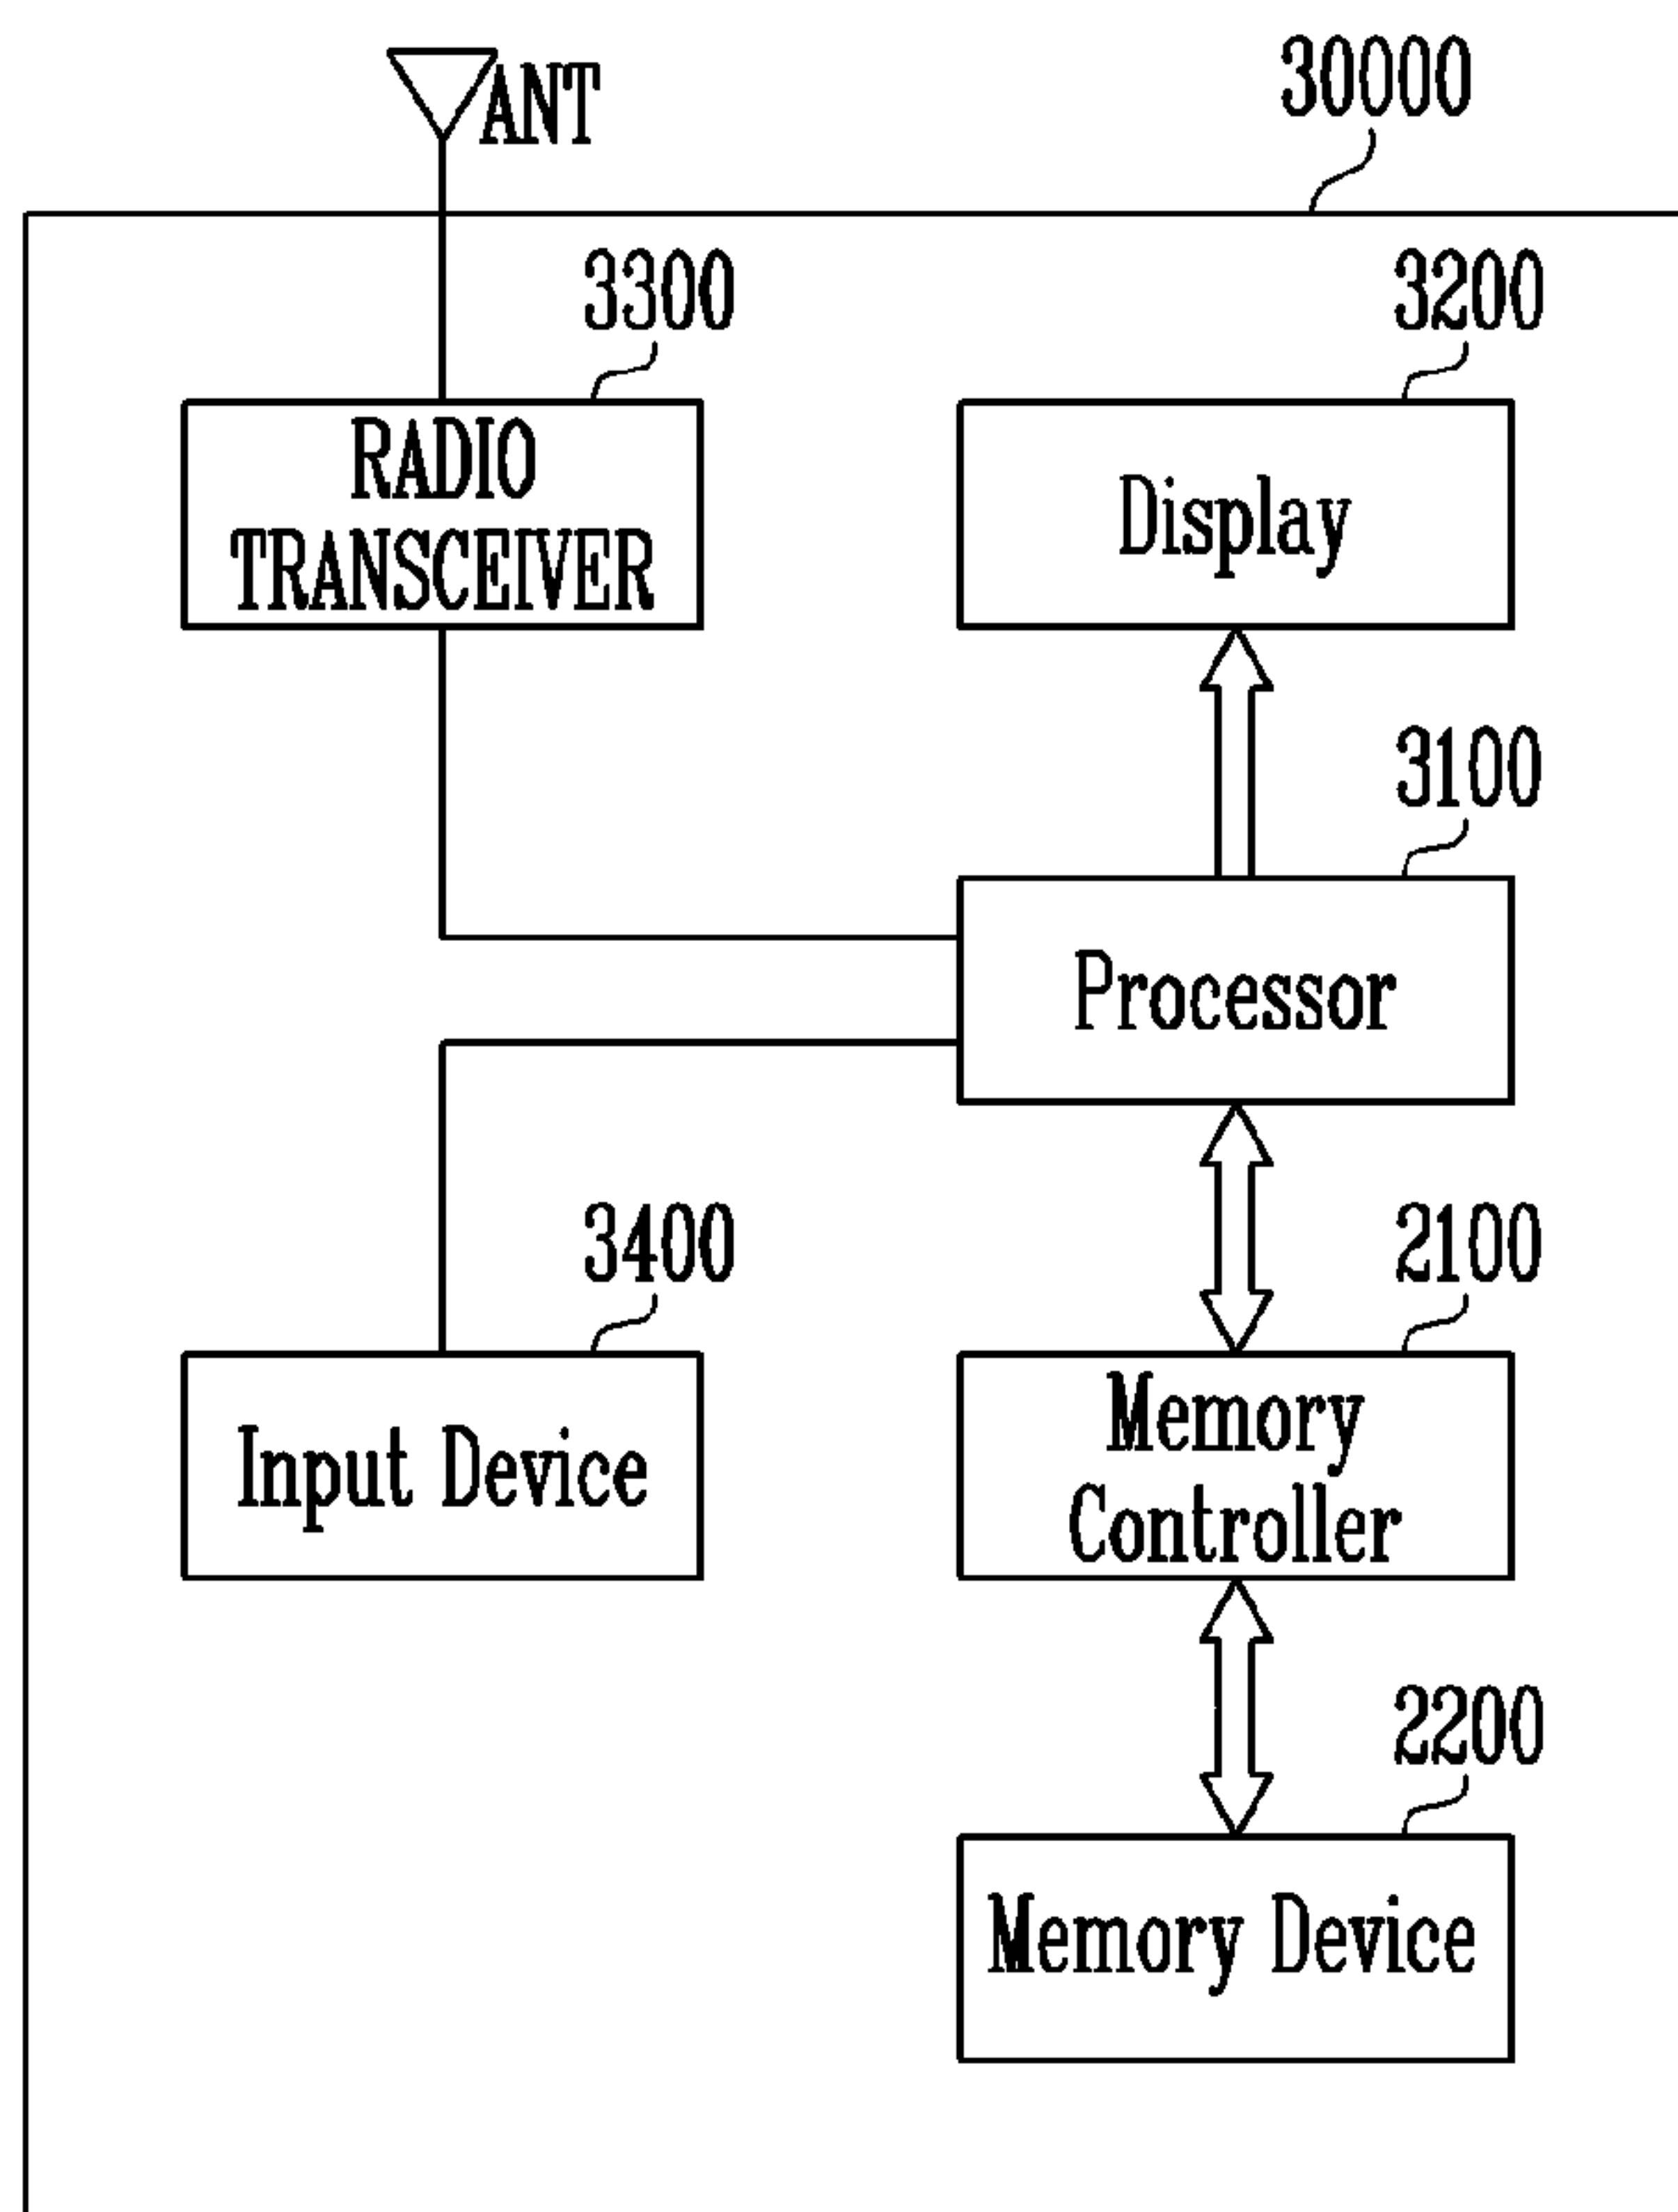 ANT
30000
3300
3200
RADIO
TRANSCEIVER
Display
3100
Processor
3400
2100
Input Device
Memory
Controller
2200
Memory Device